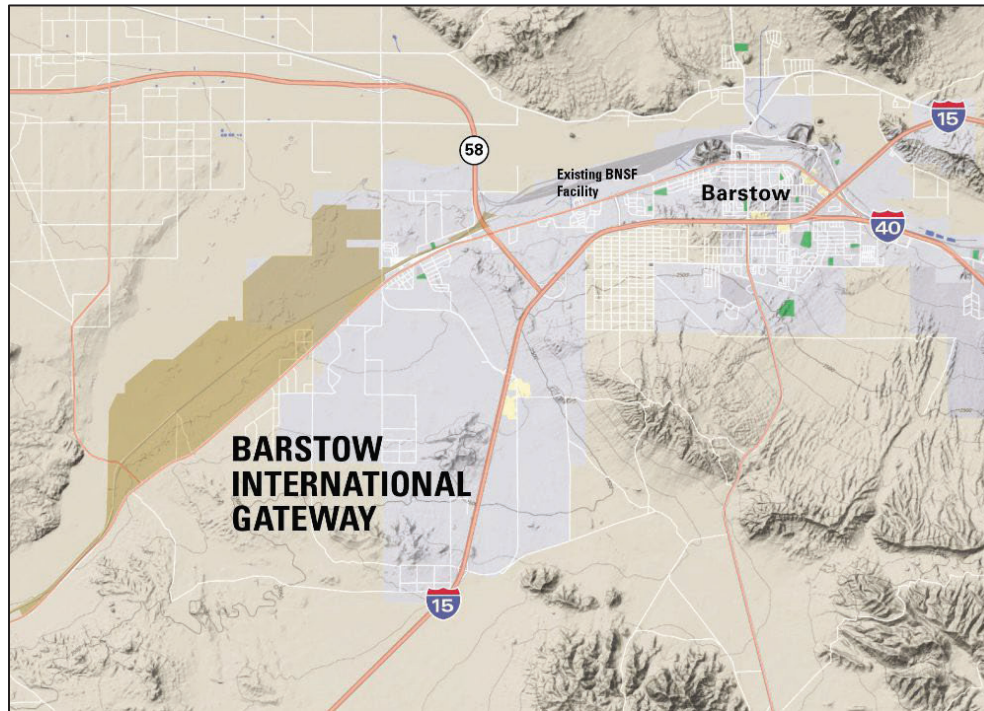 15
58
Existing BNSF
Facility
Barstow
40
BARSTOW
INTERNATIONAL
GATEWAY
15